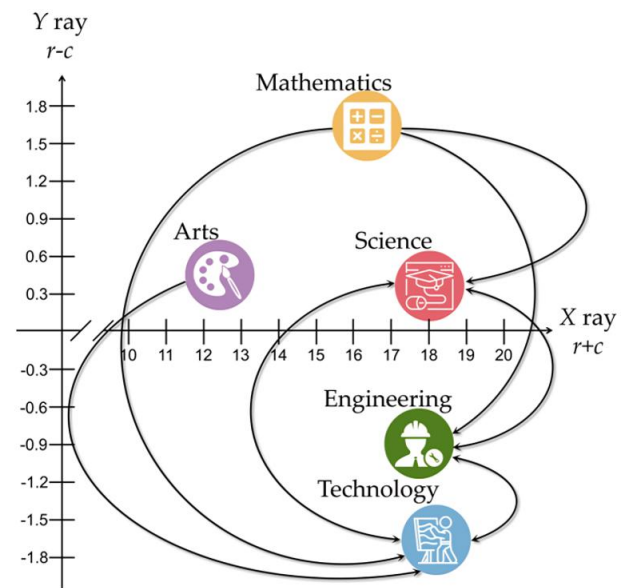 Y ray
r-c
Mathematics
1.8
1.5
1.2
0.9
Arts
Science
0.6
0.3
X ray
r+c
10 11 12 13 14 15 16 17 18 19 20
-0.3
-0.6
Engineering
-0.9
-1.2
Technology
-1.5
-1.8